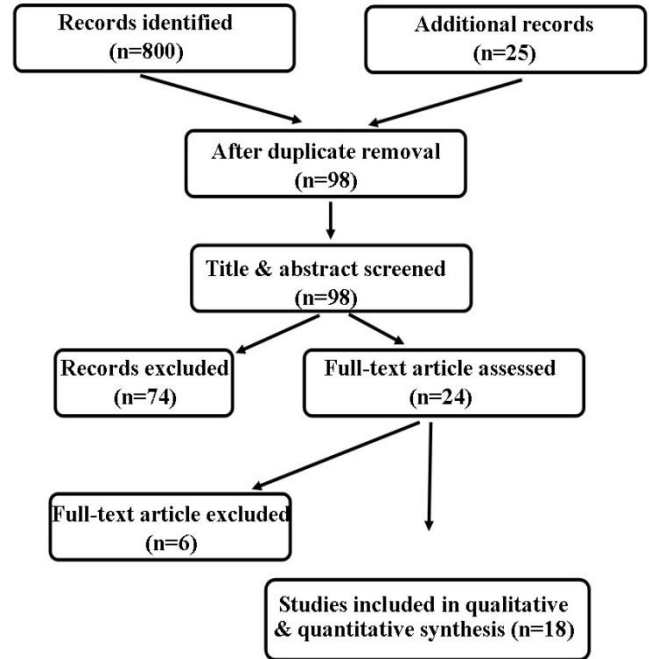 Records identified
(n=800)
Additional records
(n=25)
After duplicate removal
(n=98)
Title & abstract screened
(n=98)
Records excluded
(n=74)
Full-text article assessed
(n=24)
Full-text article excluded
(n=6)
Studies included in qualitative
& quantitative synthesis (n=18)